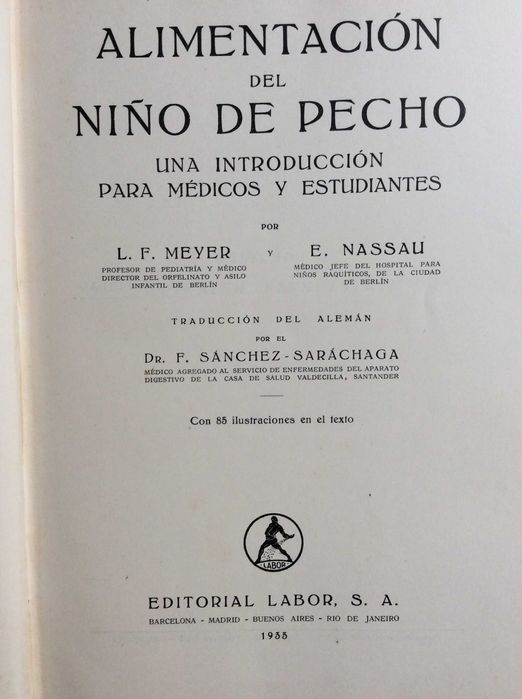 ALIMENTACIÓN
DEL
NIÑO DE PECHO
UNA INTRODUCCIÓN
PARA MÉDICOS Y ESTUDIANTES
POR
L. F. MEYER Y E. NASSAU
PROFESOR DE PEDIATRÍA Y MÉDICO
DIRECTOR DEL ORFELINATO Y ASILO
INFANTIL DE BERLÍN
MÉDICO JEFE DEL HOSPITAL PARA
NIÑOS RAQUÍTICOS, DE LA CIUDAD
DE BERLÍN
TRADUCCIÓN DEL ALEMÁN
POR EL
DR. F. SÁNCHEZ-SARÁCHAGA
MÉDICO AGREGADO AL SERVICIO DE ENFERMEDADES DEL APARATO
DIGESTIVO DE LA CASA DE SALUD VALDECILLA, SANTANDER
Con 85 ilustraciones en el texto
LABOR
EDITORIAL LABOR, S. A.
BARCELONA - MADRID - BUENOS AIRES - RIO DE JANEIRO
1935